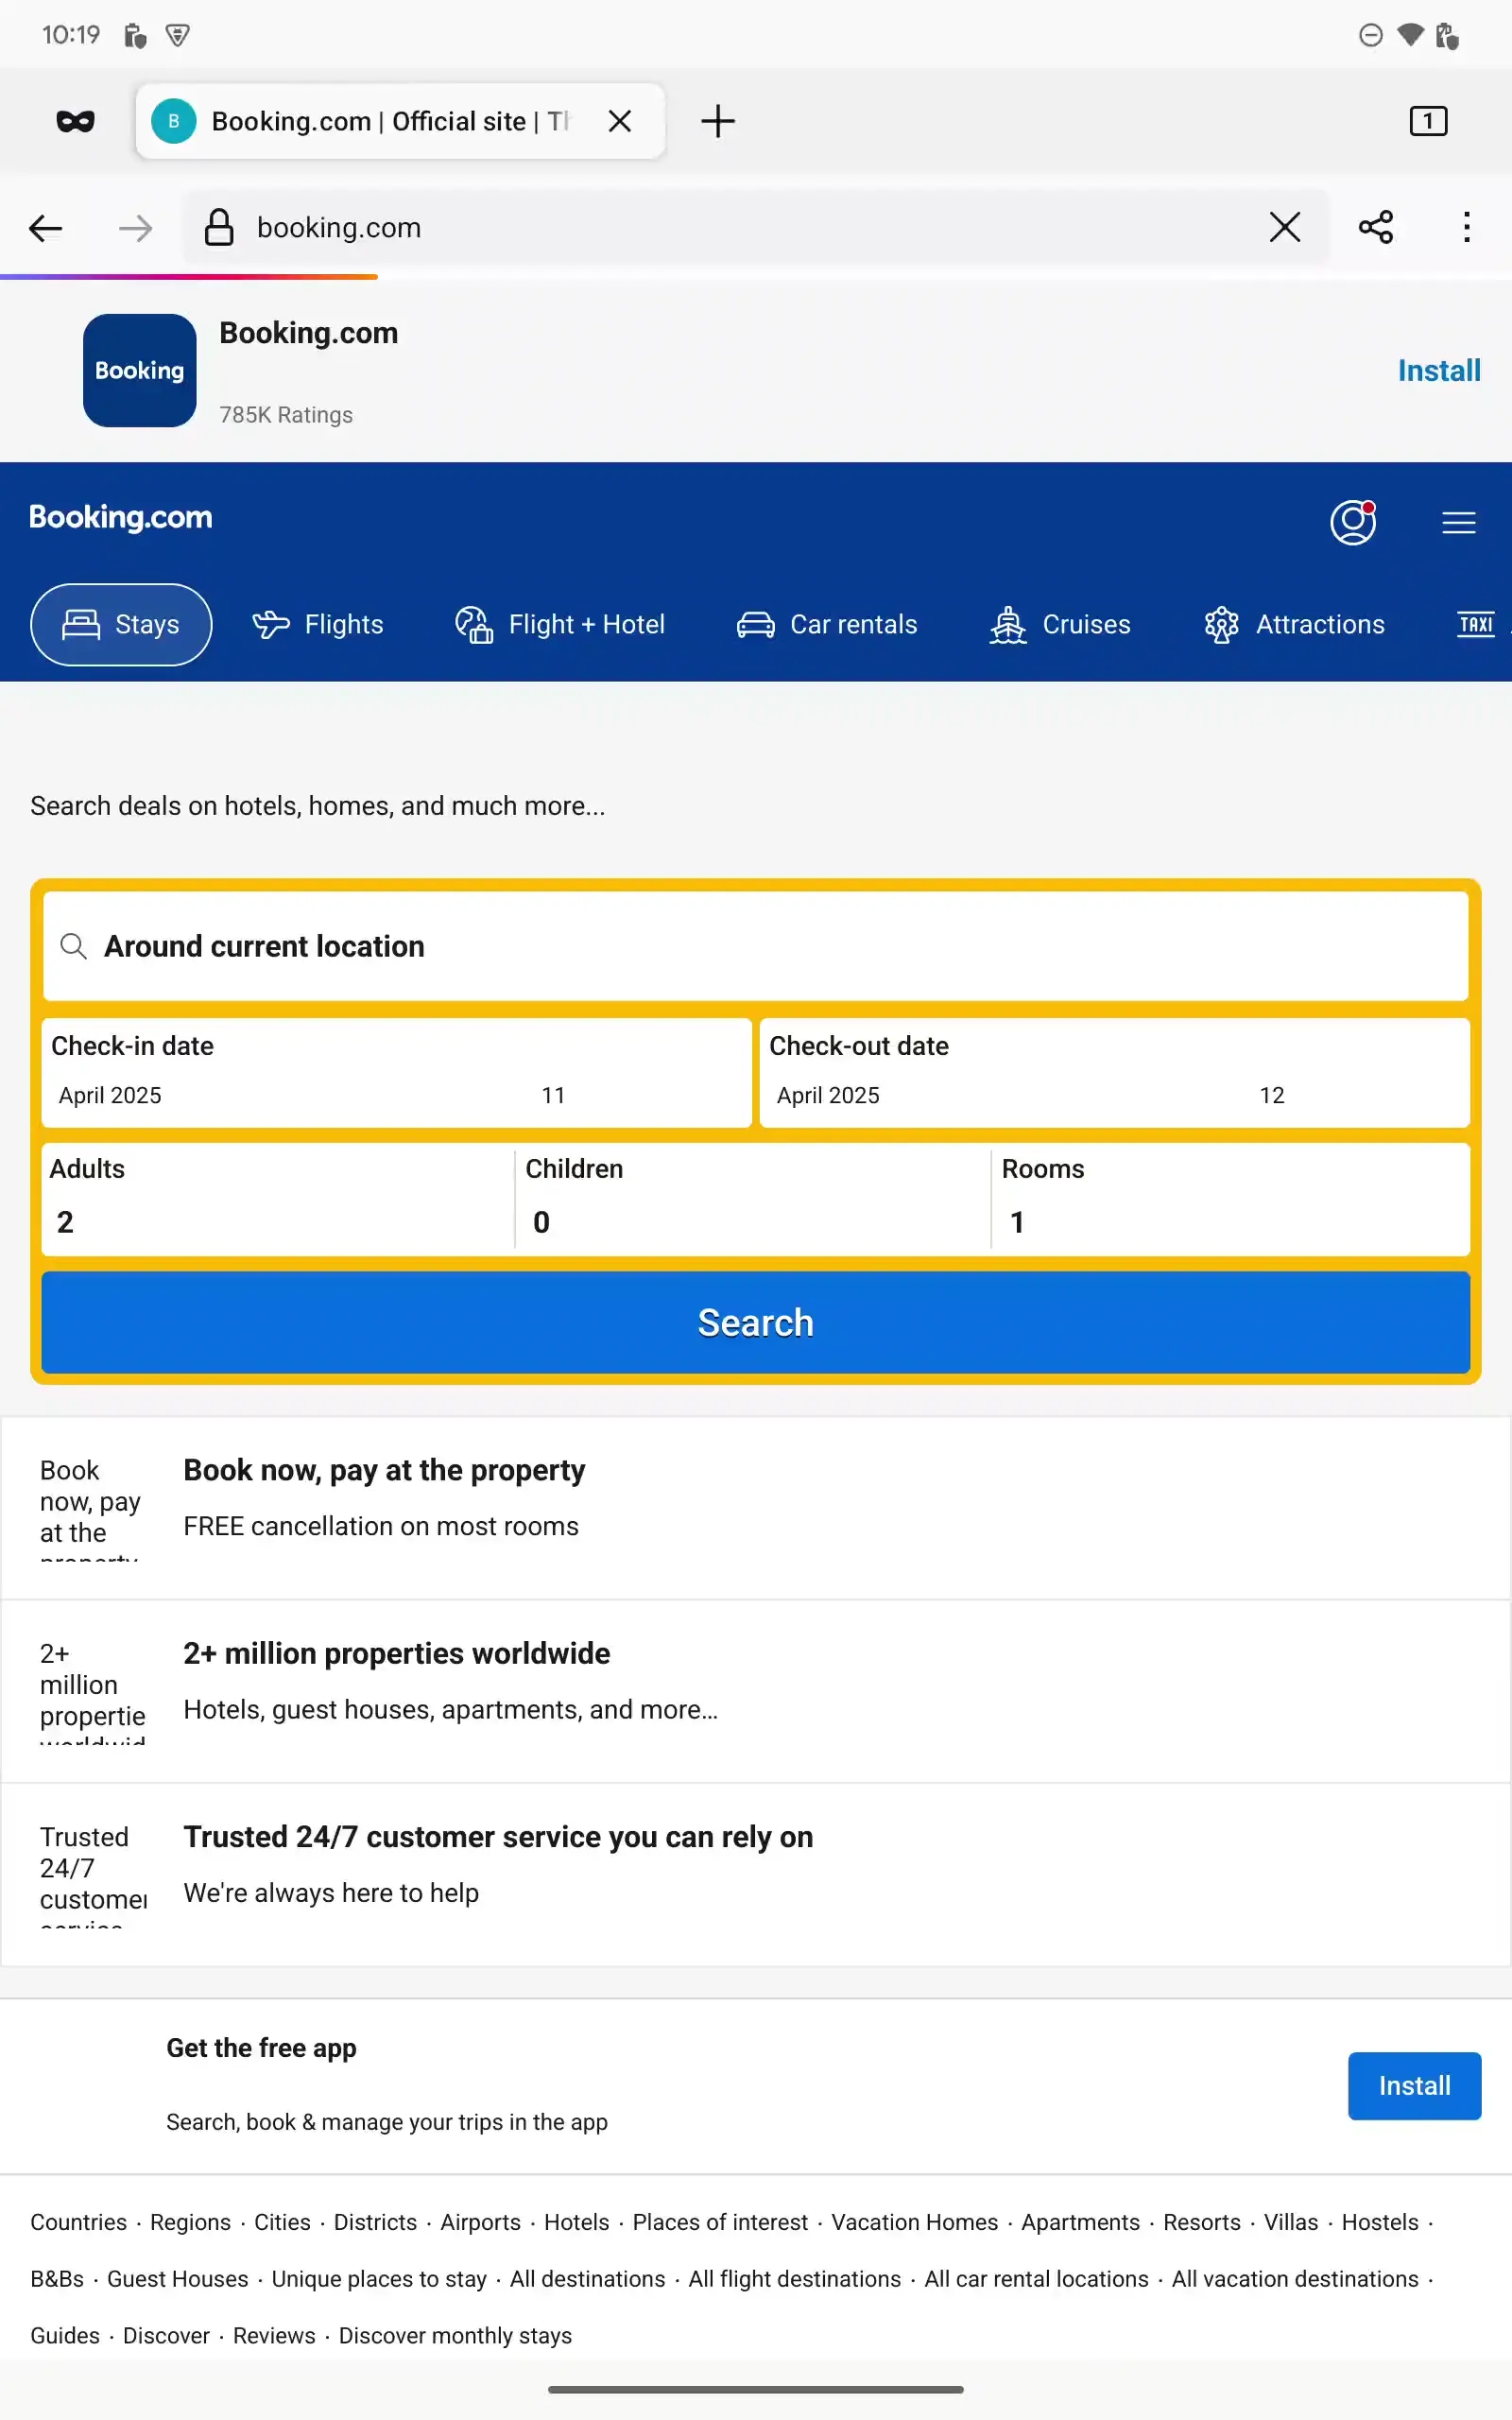 10:19
B Booking.com | Official site | Th
1
booking.com
Booking
Booking.com
785K Ratings
Install
Booking.com
Stays Flights Flight + Hotel Car rentals Cruises Attractions TAXI
Search deals on hotels, homes, and much more...
Around current location
Check-in date Check-out date
April 2025 11 April 2025 12
Adults Children Rooms
2 0 1
Search
Book
now, pay
at the
property
Book now, pay at the property
FREE cancellation on most rooms
2+
million
propertie
worldwid
2+ million properties worldwide
Hotels, guest houses, apartments, and more…
Trusted
24/7
customer
service
Trusted 24/7 customer service you can rely on
We're always here to help
Get the free app
Search, book & manage your trips in the app
Install
Countries · Regions · Cities · Districts · Airports · Hotels · Places of interest · Vacation Homes · Apartments · Resorts · Villas · Hostels ·
B&Bs · Guest Houses · Unique places to stay · All destinations · All flight destinations · All car rental locations · All vacation destinations ·
Guides · Discover · Reviews · Discover monthly stays